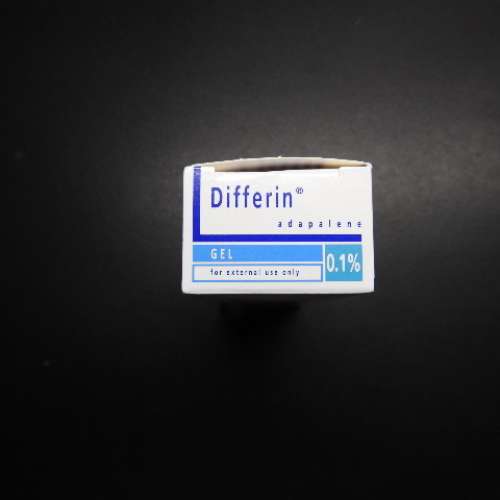 Differin®
adapalene
GEL
0.1%
for external use only